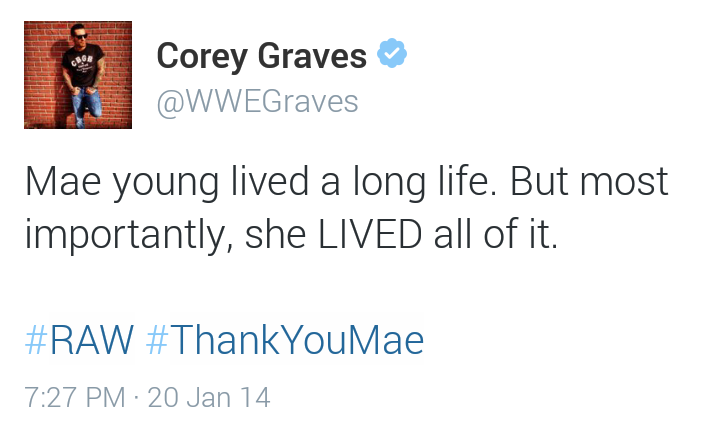 Corey Graves
@WWEGraves
Mae young lived a long life. But most
importantly, she LIVED all of it.
#RAW #ThankYouMae
7:27 PM · 20 Jan 14